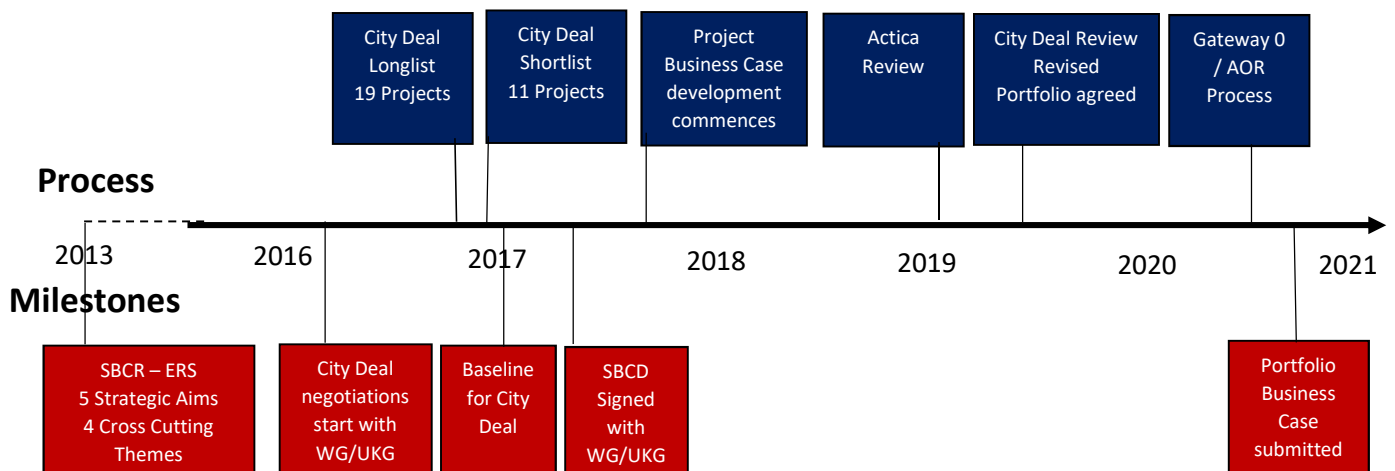 City Deal
Longlist
19 Projects
City Deal
Shortlist
11 Projects
Project
Business Case
development
commences
Actica
Review
City Deal Review
Revised
Portfolio agreed
Gateway 0
/ AOR
Process
Process
2013
2016
2017
2018
2019
2020
2021
Milestones
SBCR – ERS
5 Strategic Aims
4 Cross Cutting
Themes
City Deal
negotiations
start with
WG/UKG
Baseline
for City
Deal
SBCD
Signed
with
WG/UKG
Portfolio
Business
Case
submitted